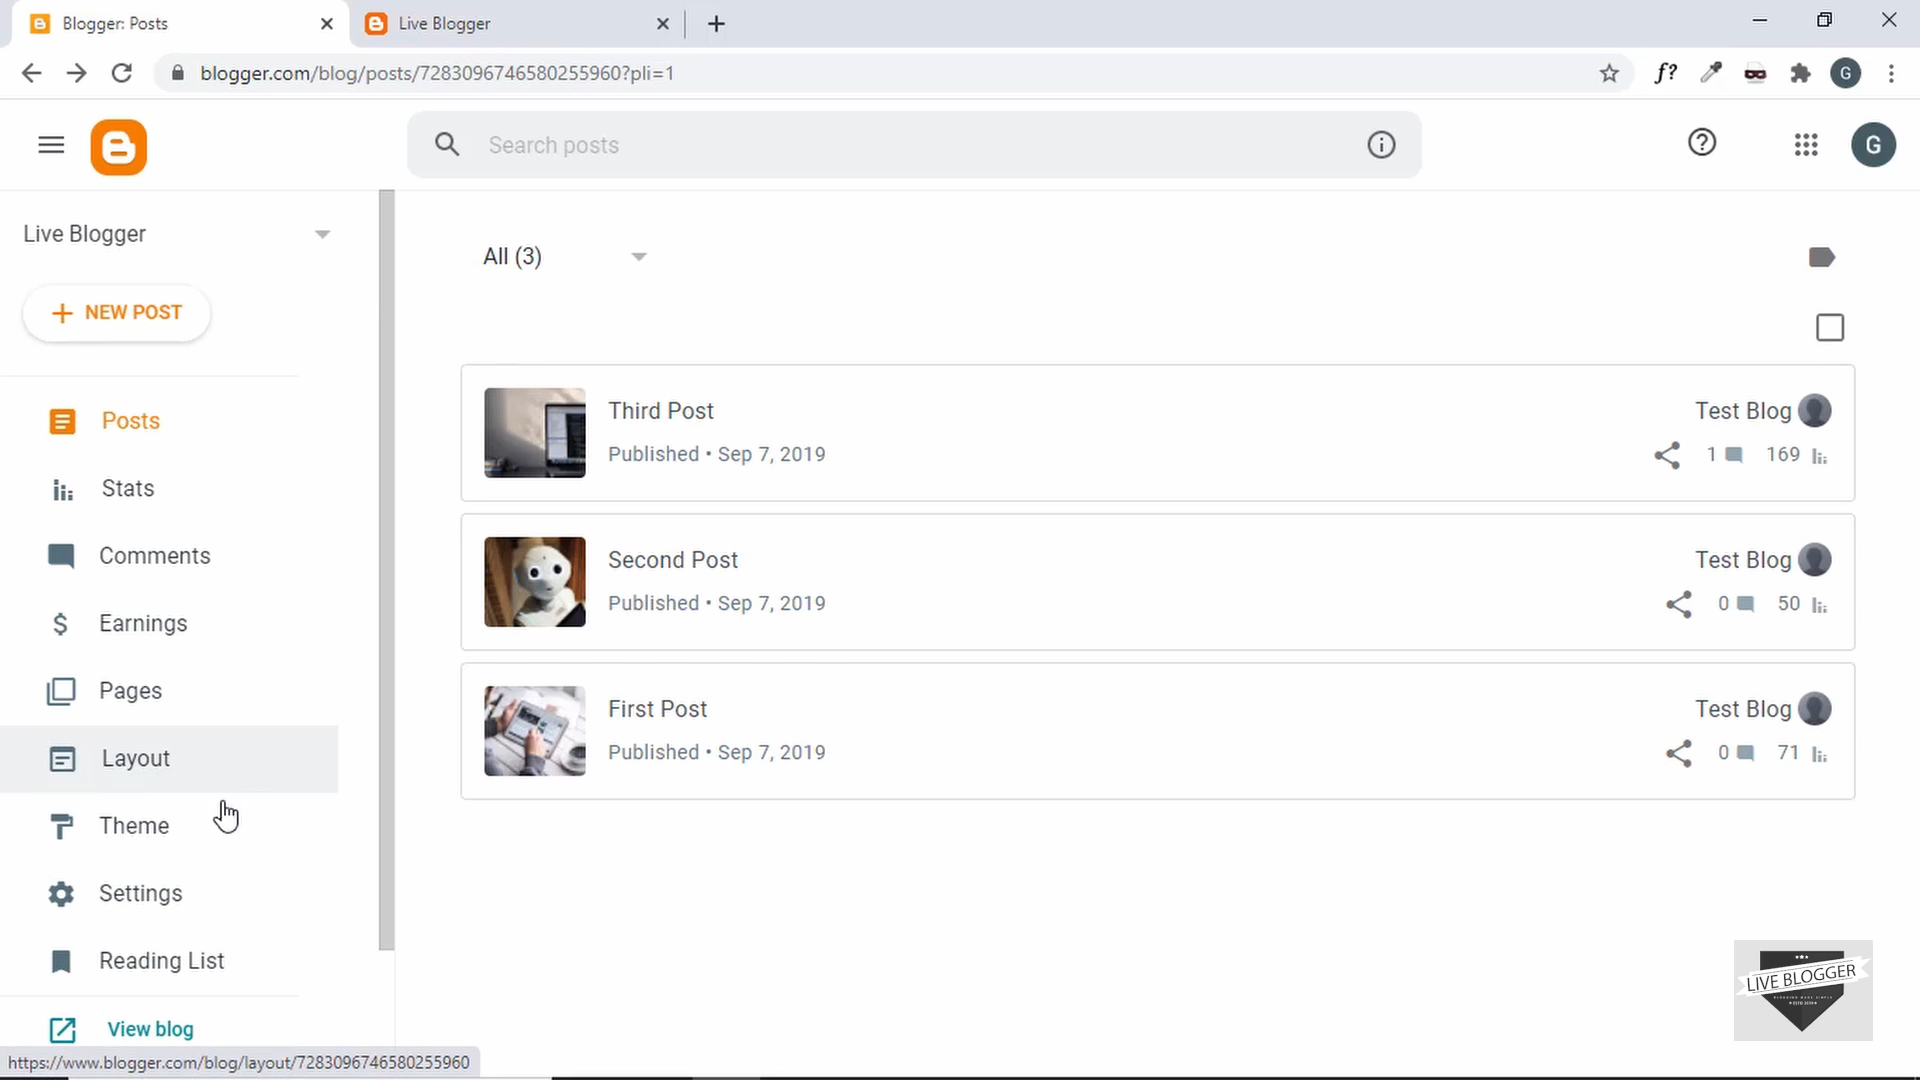 Blogger: Posts
Live Blogger
blogger.com/blog/posts/7283096746580255960?pli=1
f?
G
Search posts
G
Live Blogger
NEW POST
Posts
Stats
Comments
Earnings
Pages
Layout
Theme
Settings
Reading List
View blog
https://www.blogger.com/blog/layout/7283096746580255960
All (3)
Third Post
Published • Sep 7, 2019
Test Blog
1 169
Second Post
Published • Sep 7, 2019
Test Blog
0 50
First Post
Published • Sep 7, 2019
Test Blog
0 71
LIVE BLOGGER